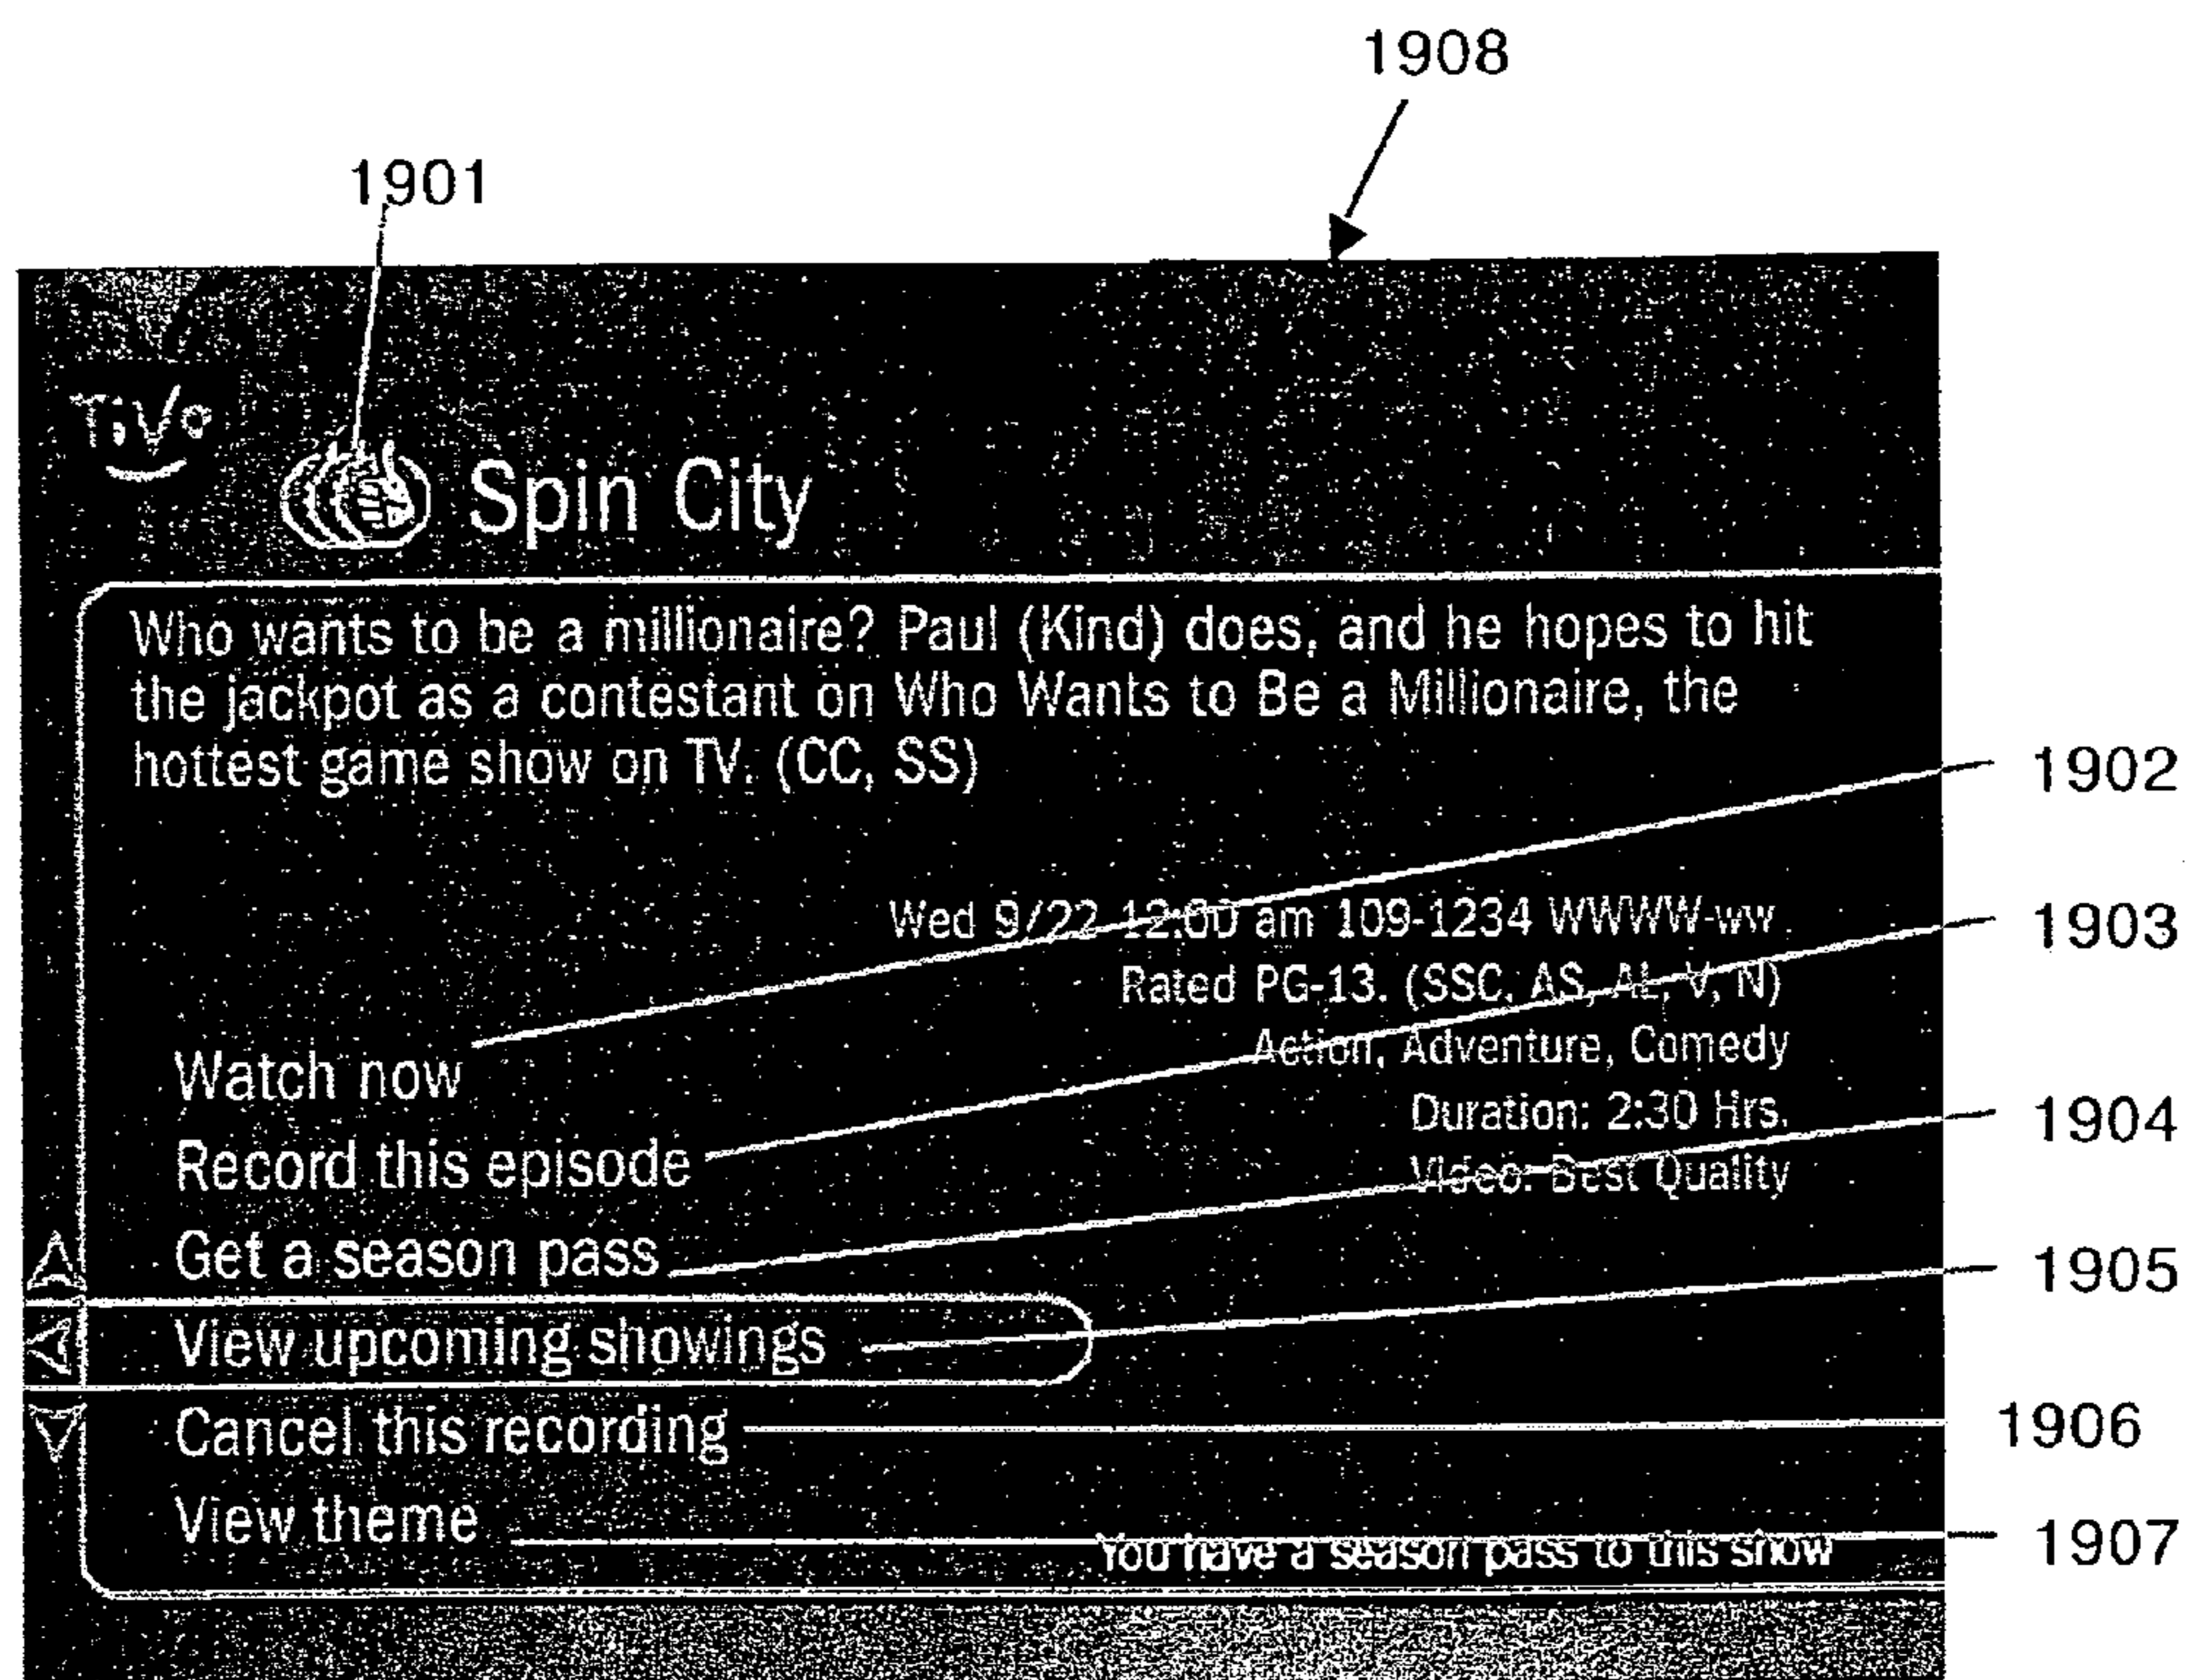 1908
1901
TiVo
Spin City
Who wants to be a millionaire? Paul (Kind) does, and he hopes to hit
the jackpot as a contestant on Who Wants to Be a Millionaire, the
hottest game show on TV. (CC, SS)
1902
Wed 9/22 12:00 am 109-1234 WWWW-ww
1903
Rated PG-13. (SSC, AS, AL, V, N)
Action, Adventure, Comedy
Watch now
Duration: 2:30 Hrs.
1904
Record this episode
Video: Best Quality
Get a season pass
1905
View upcoming showings
Cancel this recording
1906
View theme
You have a season pass to this show
1907